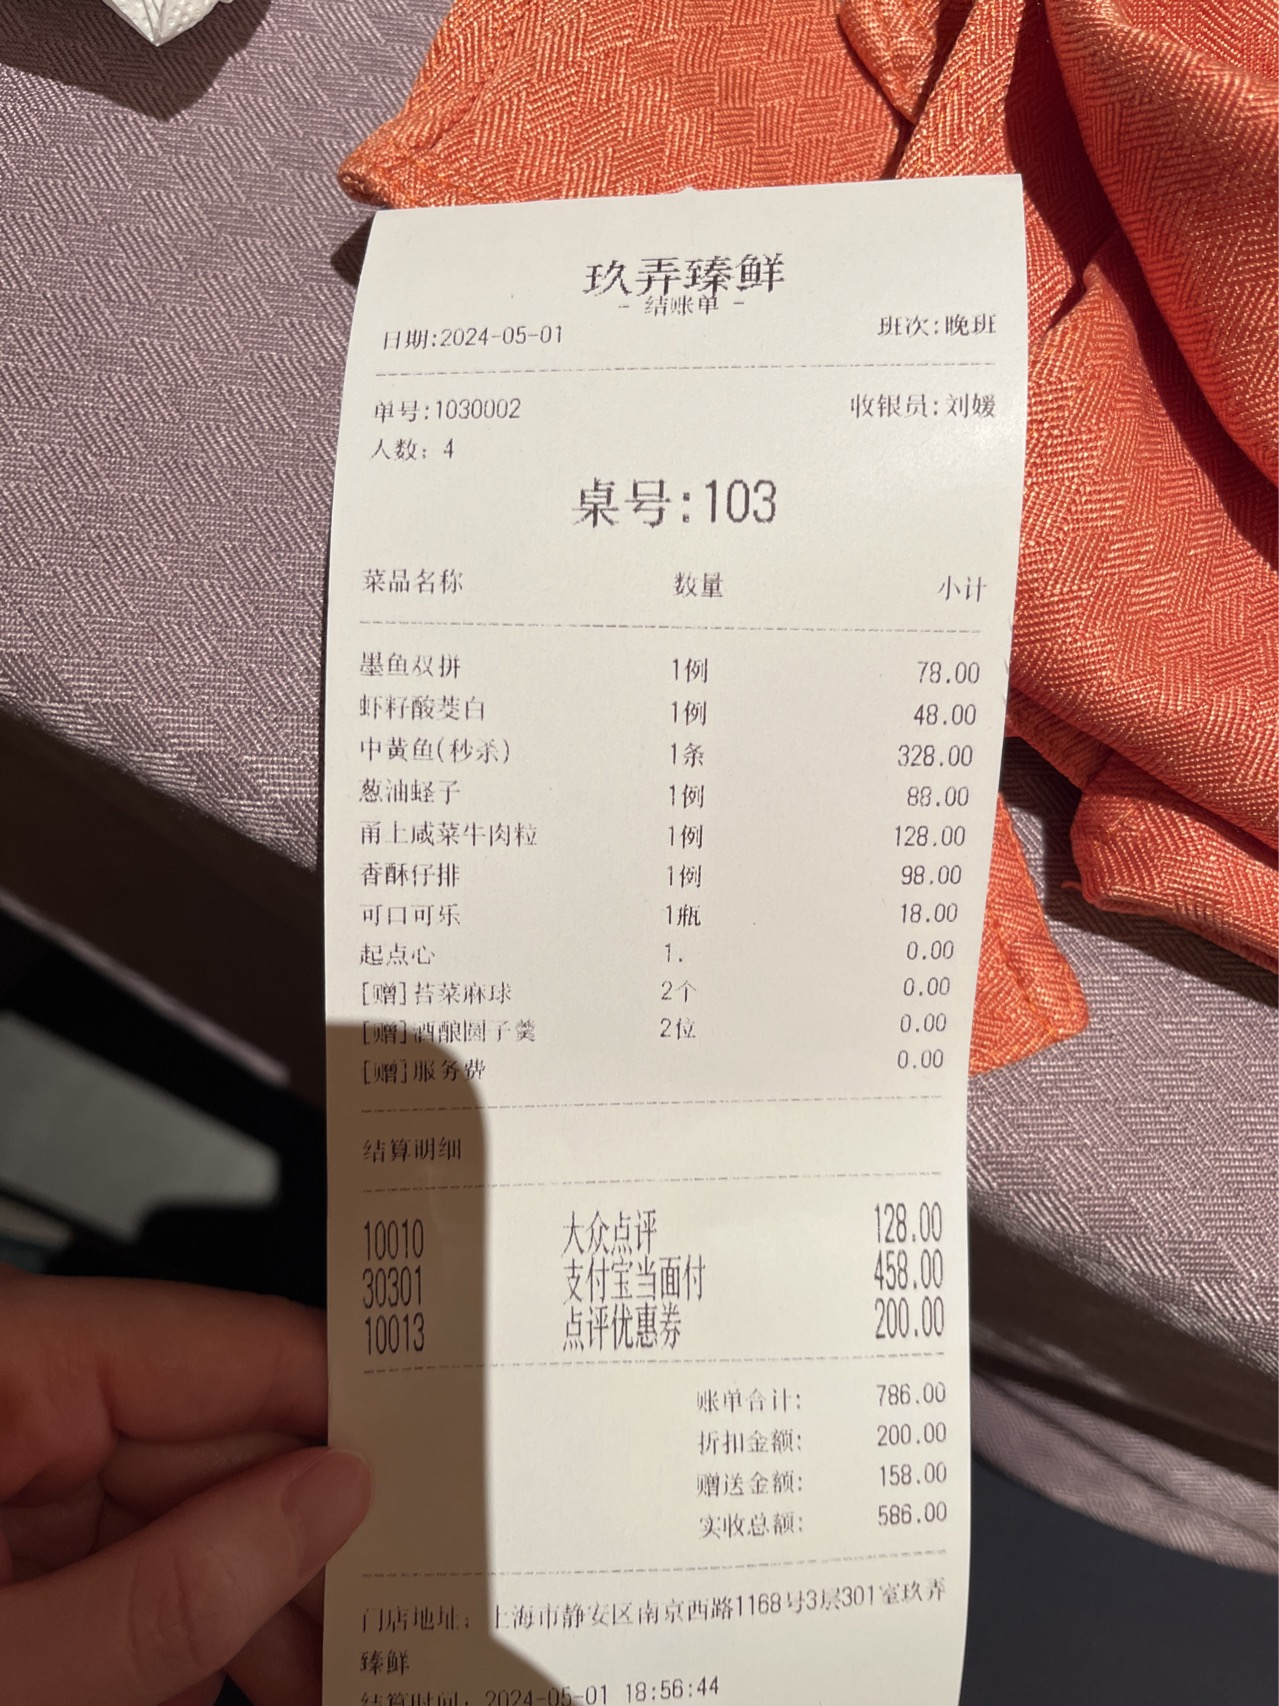 玖弄臻鲜
- 结账单 -
日期:2024-05-01 班次:晚班
单号:1030002 收银员:刘媛
人数: 4
桌号:103
菜品名称 数量 小计
墨鱼双拼 1例 78.00
虾籽酸茭白 1例 48.00
中黄鱼(秒杀) 1条 328.00
葱油蛏子 1例 88.00
甬上咸菜牛肉粒 1例 128.00
香酥仔排 1例 98.00
可口可乐 1瓶 18.00
起点心 1. 0.00
[赠]苔菜麻球 2个 0.00
[赠]酒酿圆子羹 2位 0.00
[赠]服务费 0.00
结算明细
10010 大众点评 128.00
30301 支付宝当面付 458.00
10013 点评优惠券 200.00
账单合计: 786.00
折扣金额: 200.00
赠送金额: 158.00
实收总额: 586.00
门店地址: 上海市静安区南京西路1168号3层301室玖弄
臻鲜
结算时间: 2024-05-01 18:56:44